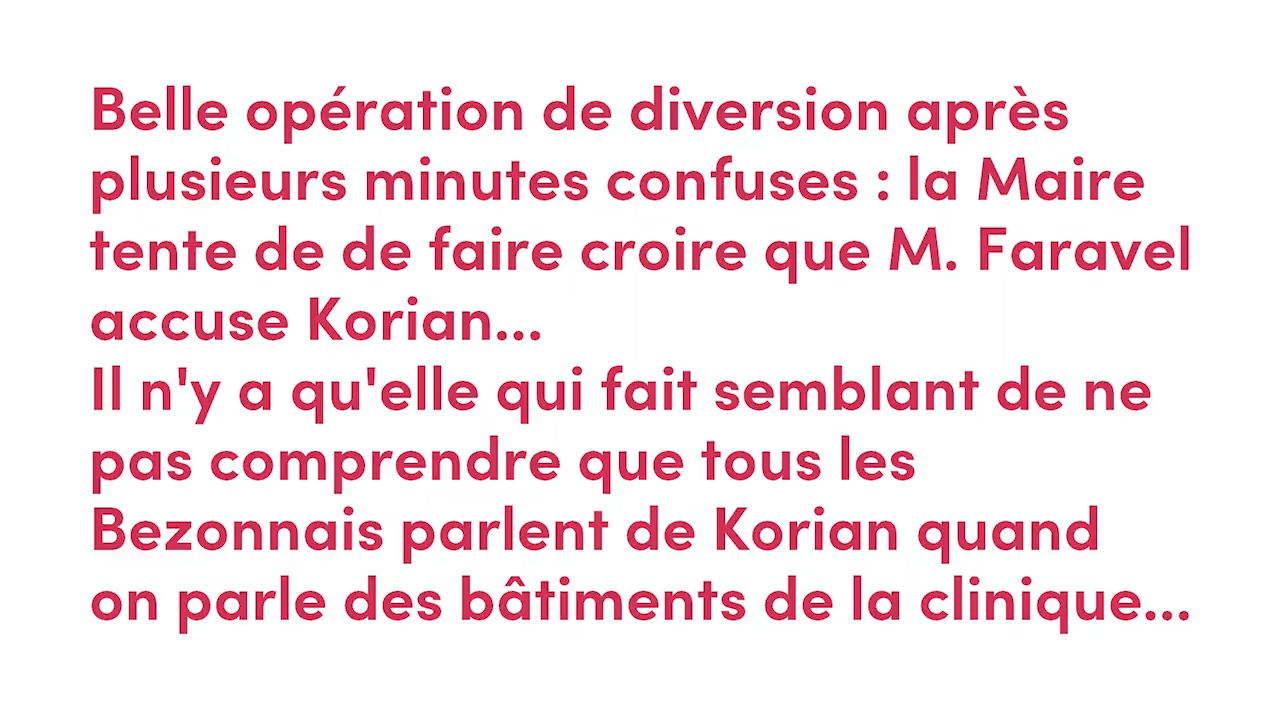 Belle opération de diversion après
plusieurs minutes confuses : la Maire
tente de de faire croire que M. Faravel
accuse Korian...
Il n'y a qu'elle qui fait semblant de ne
pas comprendre que tous les
Bezonnais parlent de Korian quand
on parle des bâtiments de la clinique...